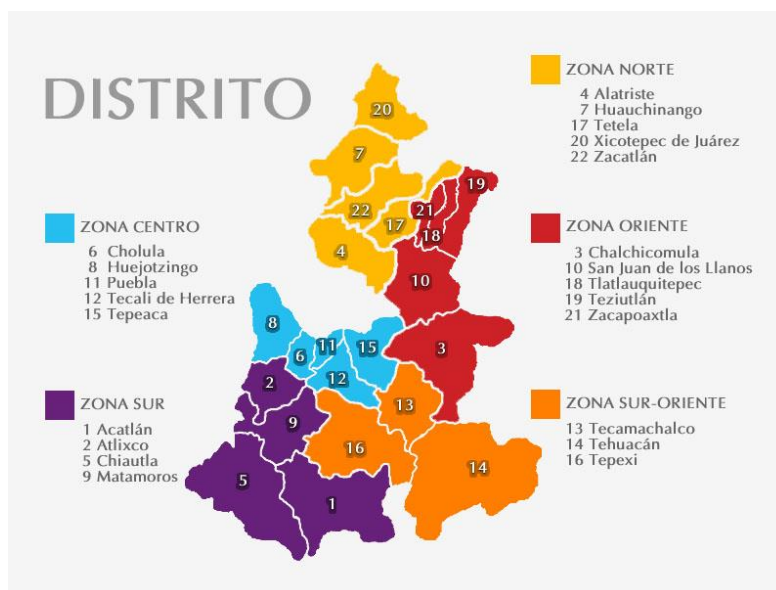 DISTRITO
ZONA NORTE
4 Alatriste
7 Huauchinango
17 Tetela
20 Xicotepec de Juárez
22 Zacatlán
ZONA CENTRO
6 Cholula
8 Huejotzingo
11 Puebla
12 Tecali de Herrera
15 Tepeaca
ZONA ORIENTE
3 Chalchicomula
10 San Juan de los Llanos
18 Tlatlauquitepec
19 Teziutlán
21 Zacapoaxtla
ZONA SUR
1 Acatlán
2 Atlixco
5 Chiautla
9 Matamoros
ZONA SUR-ORIENTE
13 Tecamachalco
14 Tehuacán
16 Tepexi
20
7
19
22
21
17
18
4
10
8
11
15
3
6
12
2
13
9
16
14
5
1